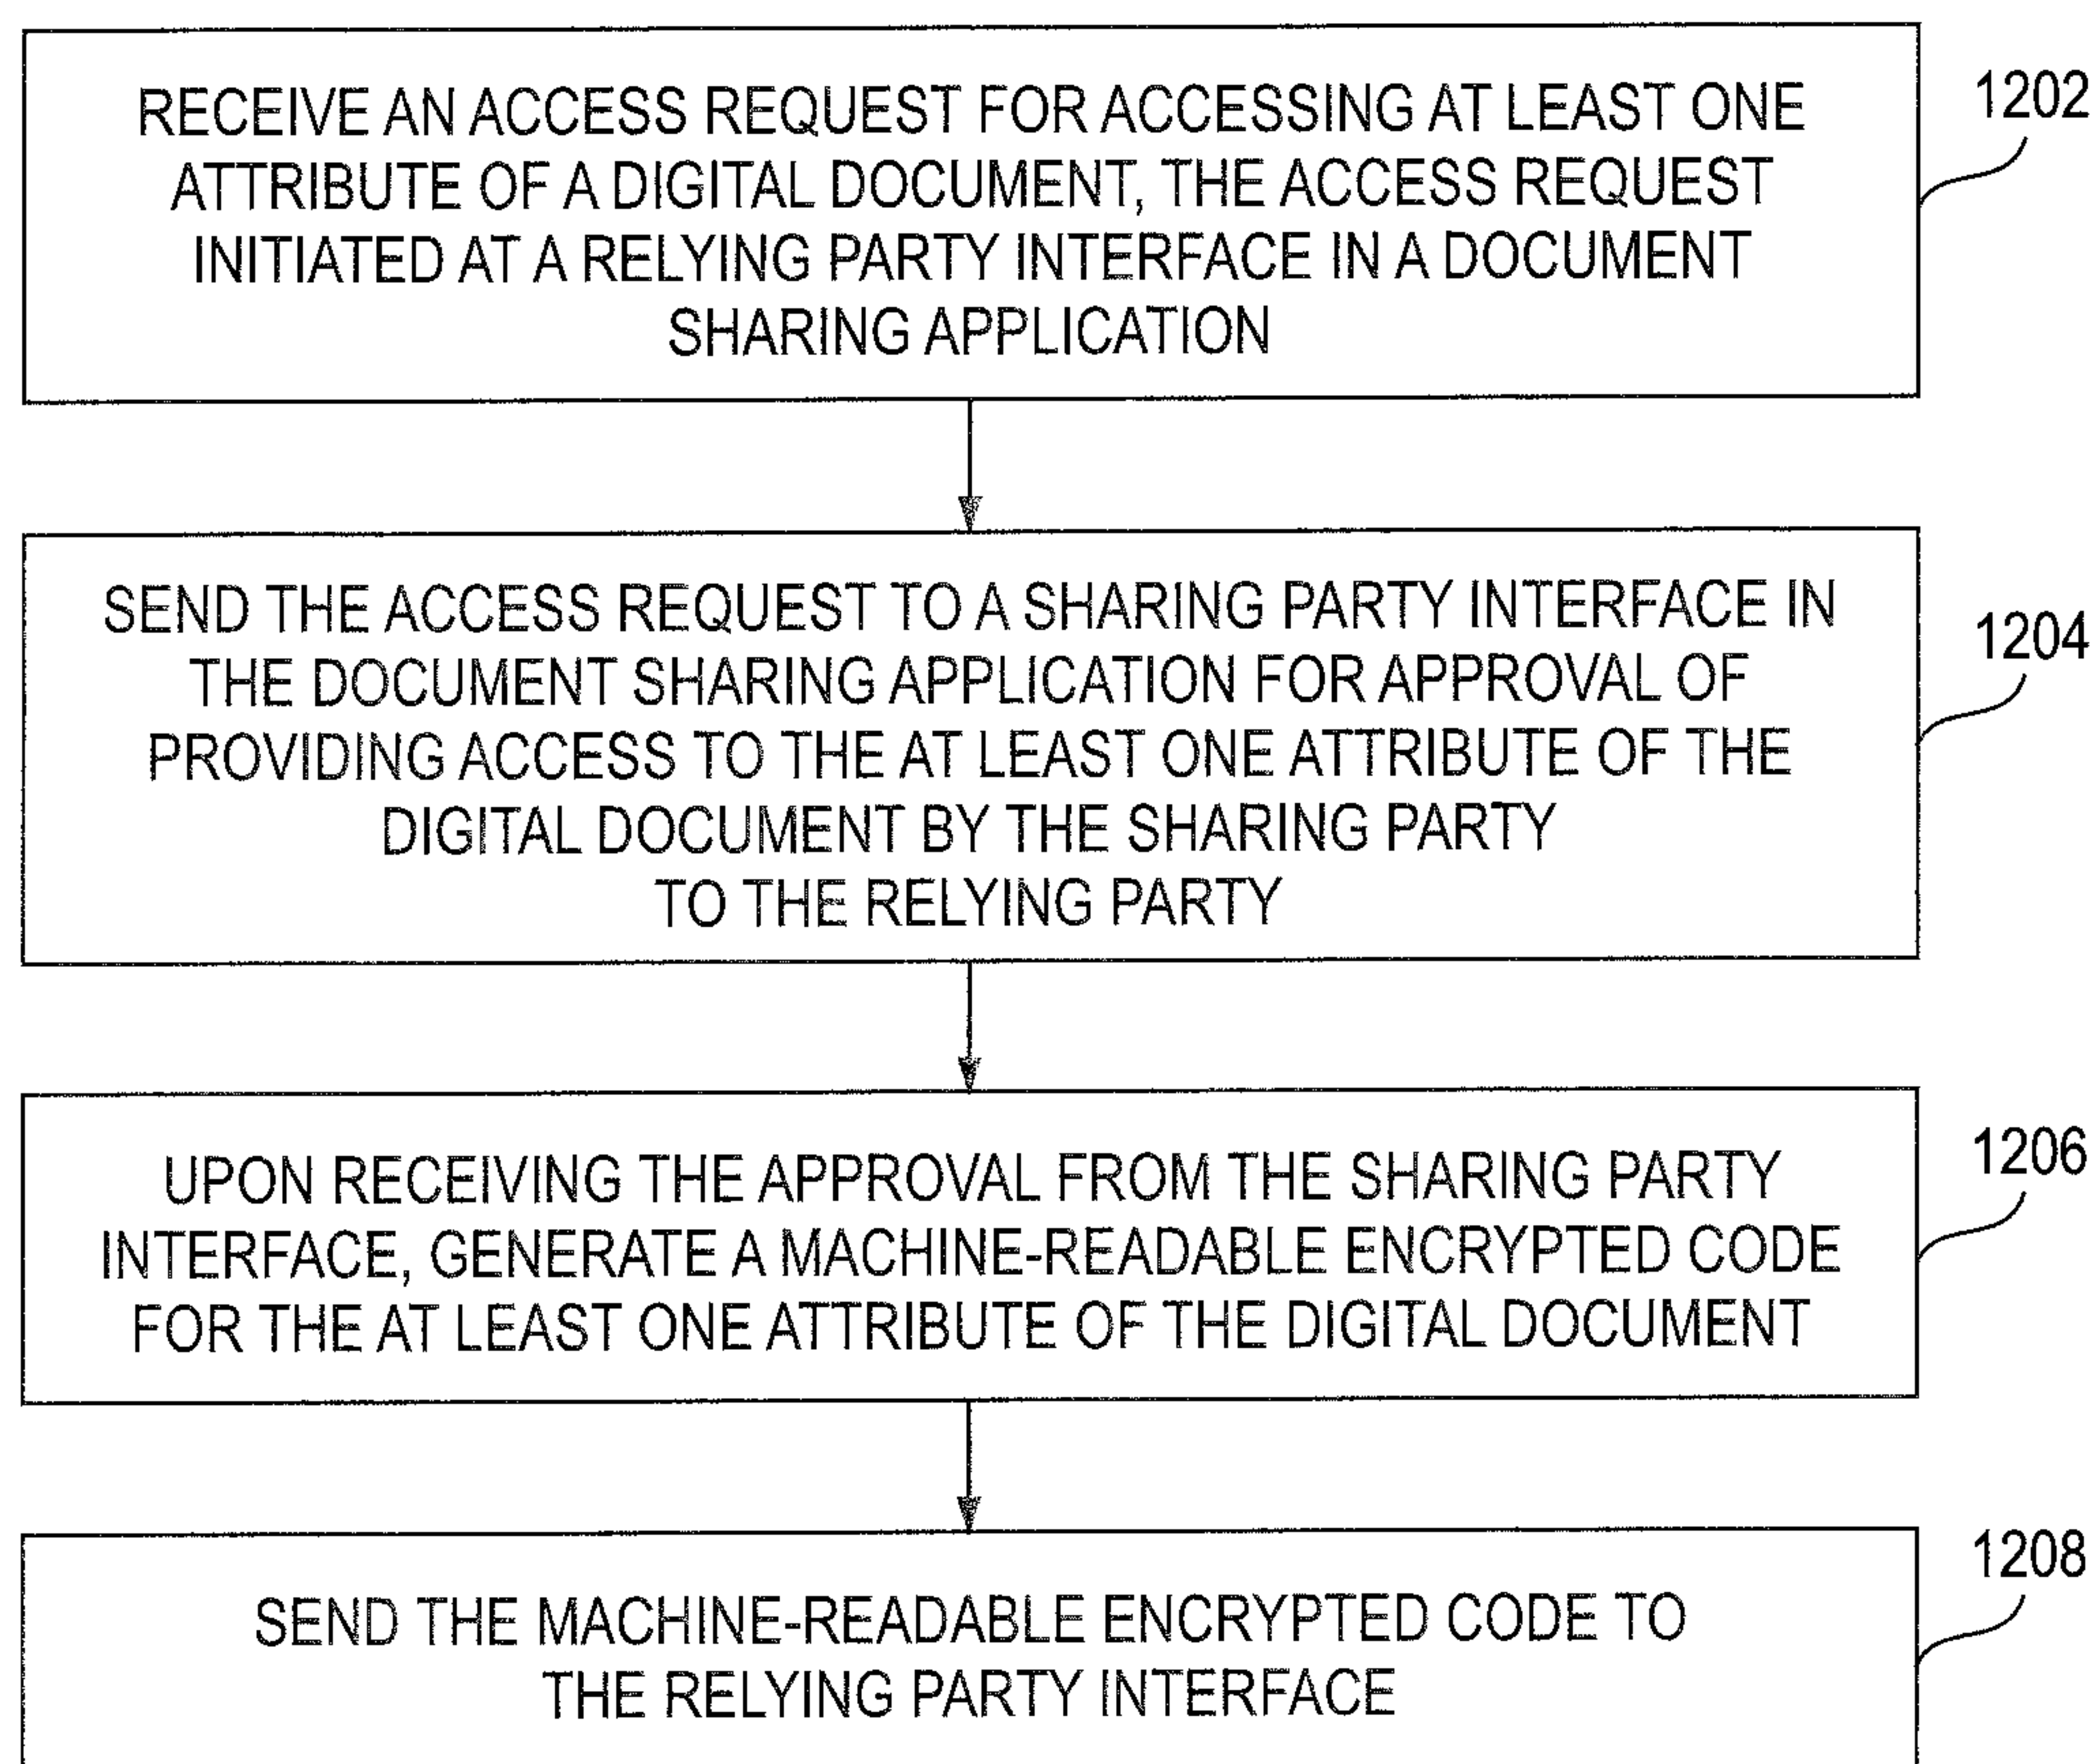 RECEIVE AN ACCESS REQUEST FOR ACCESSING AT LEAST ONE
ATTRIBUTE OF A DIGITAL DOCUMENT, THE ACCESS REQUEST
INITIATED AT A RELYING PARTY INTERFACE IN A DOCUMENT
SHARING APPLICATION
1202
SEND THE ACCESS REQUEST TO A SHARING PARTY INTERFACE IN
THE DOCUMENT SHARING APPLICATION FOR APPROVAL OF
PROVIDING ACCESS TO THE AT LEAST ONE ATTRIBUTE OF THE
DIGITAL DOCUMENT BY THE SHARING PARTY
TO THE RELYING PARTY
1204
UPON RECEIVING THE APPROVAL FROM THE SHARING PARTY
INTERFACE, GENERATE A MACHINE-READABLE ENCRYPTED CODE
FOR THE AT LEAST ONE ATTRIBUTE OF THE DIGITAL DOCUMENT
1206
SEND THE MACHINE-READABLE ENCRYPTED CODE TO
THE RELYING PARTY INTERFACE
1208